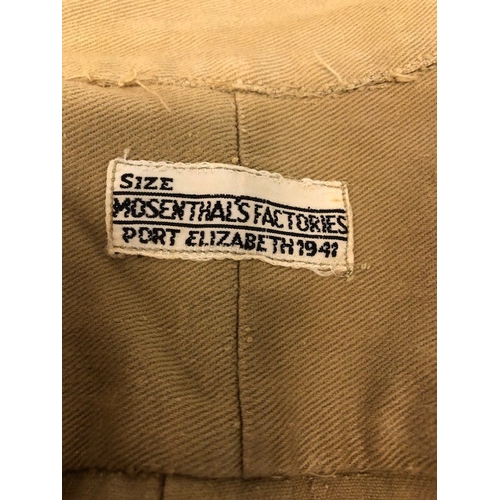 SIZE
MOSENTHAL'S FACTORIES
PORT ELIZABETH 1941